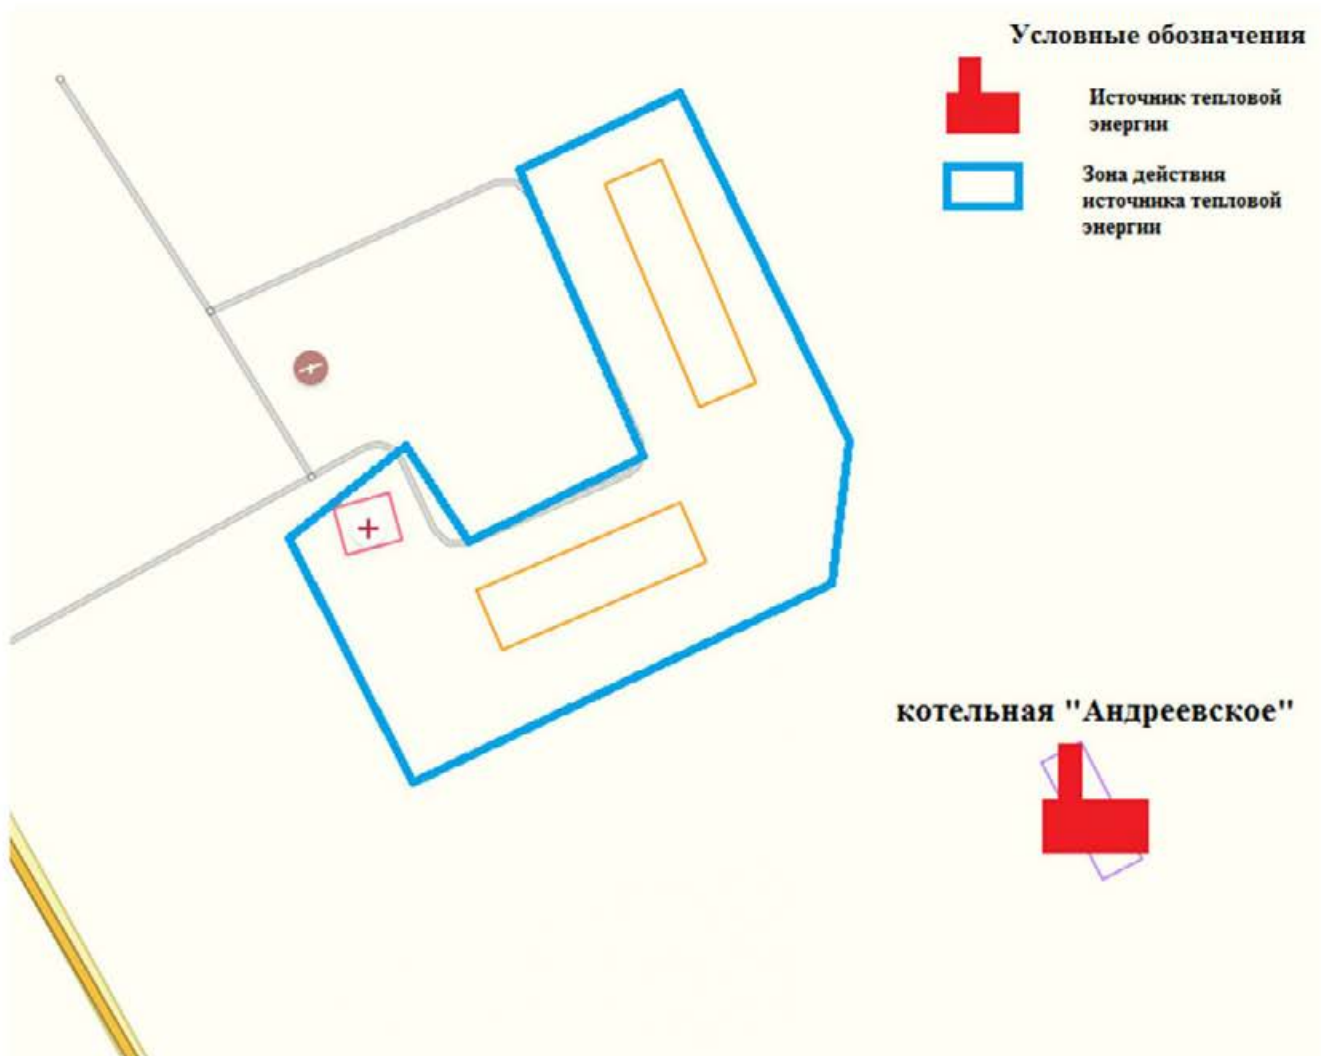 Условные обозначения
Источник тепловой
энергии
Зона действия
источника тепловой
энергии
котельная "Андреевское"